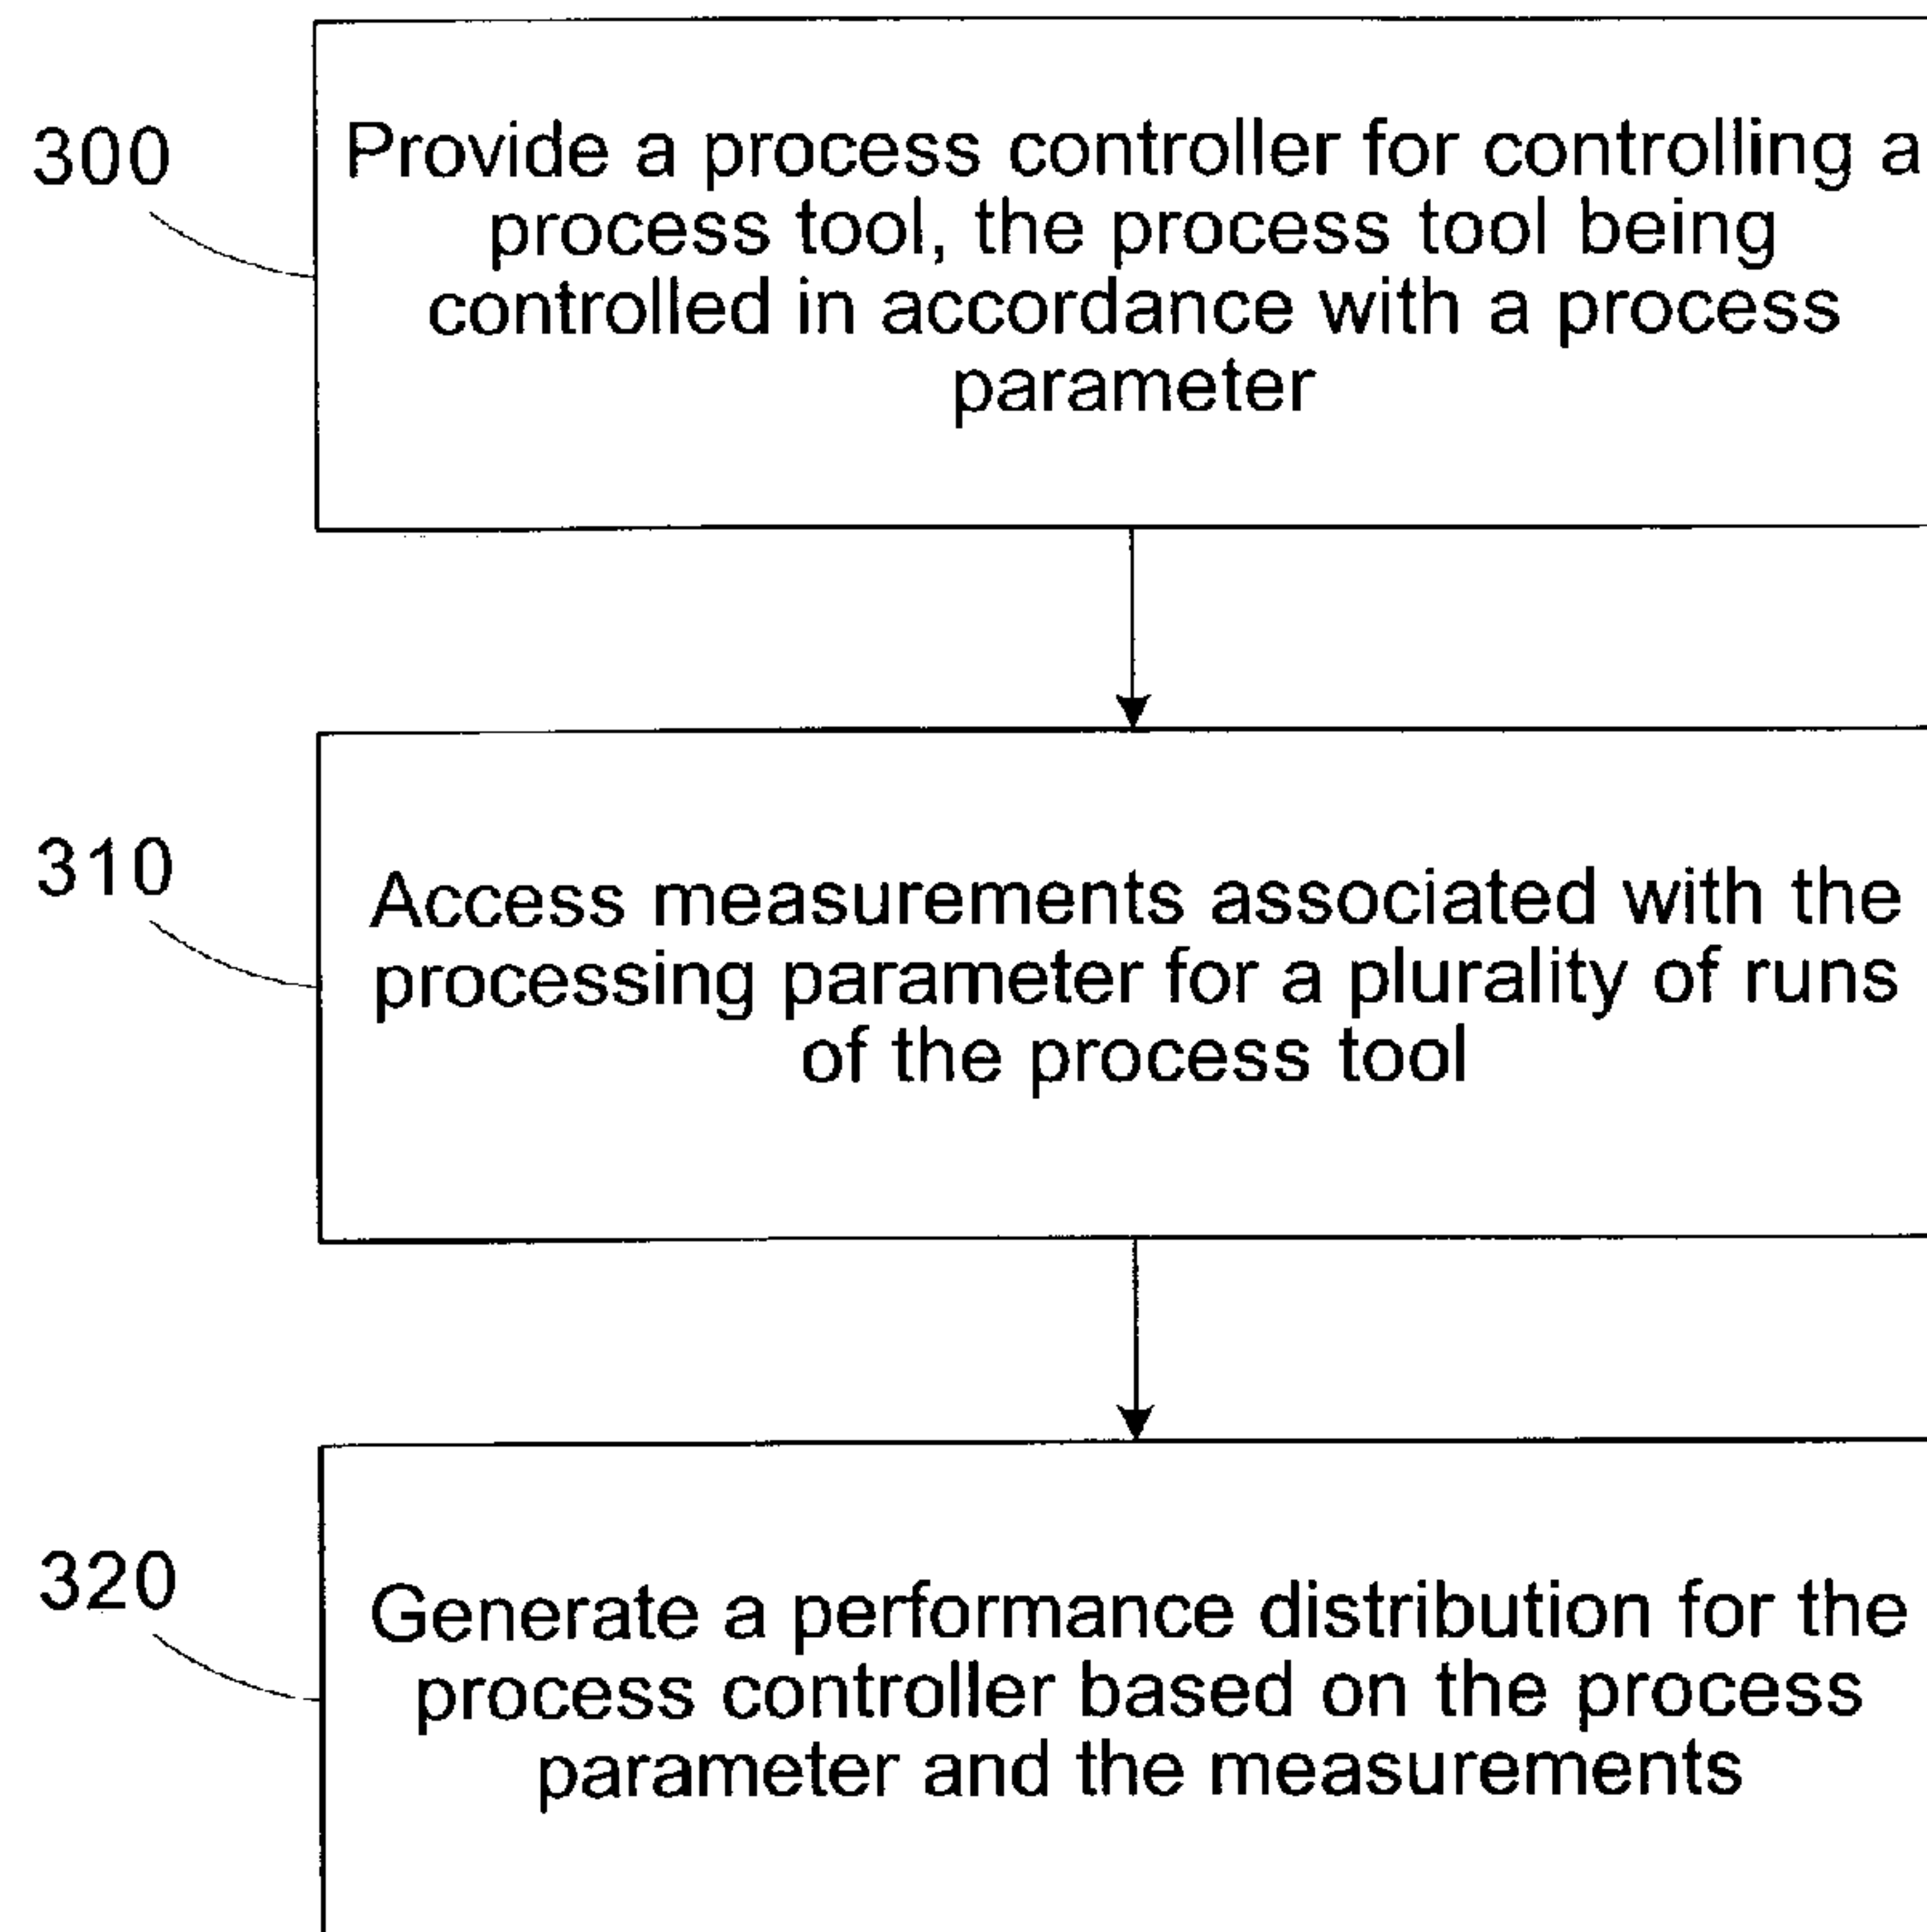 300
Provide a process controller for controlling a
process tool, the process tool being
controlled in accordance with a process
parameter
310
Access measurements associated with the
processing parameter for a plurality of runs
of the process tool
320
Generate a performance distribution for the
process controller based on the process
parameter and the measurements